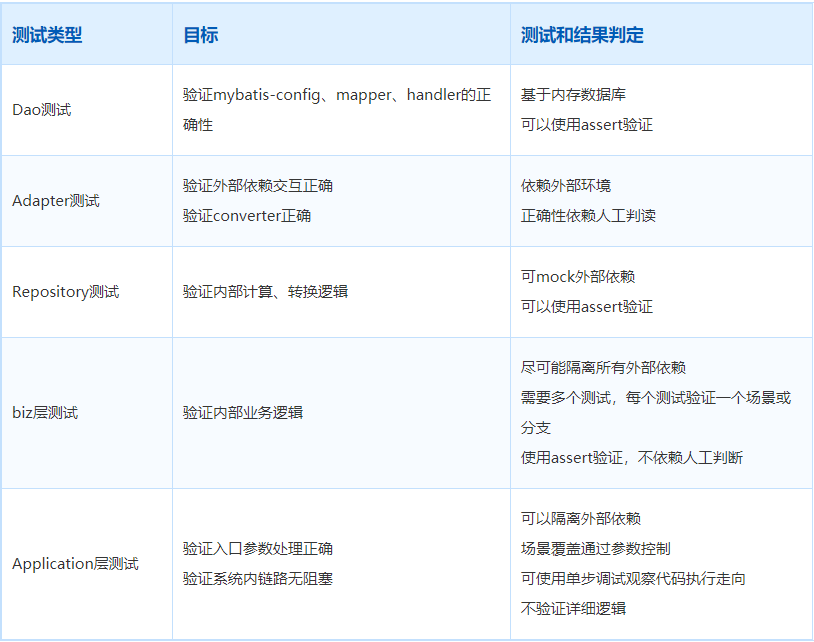 测试类型
目标
测试和结果判定
Dao测试
验证mybatis-config、mapper、handler的正
确性
基于内存数据库
可以使用assert验证
Adapter测试
验证外部依赖交互正确
验证converter正确
依赖外部环境
正确性依赖人工判读
Repository测试
验证内部计算、转换逻辑
可mock外部依赖
可以使用assert验证
biz层测试
验证内部业务逻辑
尽可能隔离所有外部依赖
需要多个测试，每个测试验证一个场景或
分支
使用assert验证，不依赖人工判断
Application层测试
验证入口参数处理正确
验证系统内链路无阻塞
可以隔离外部依赖
场景覆盖通过参数控制
可使用单步调试观察代码执行走向
不验证详细逻辑